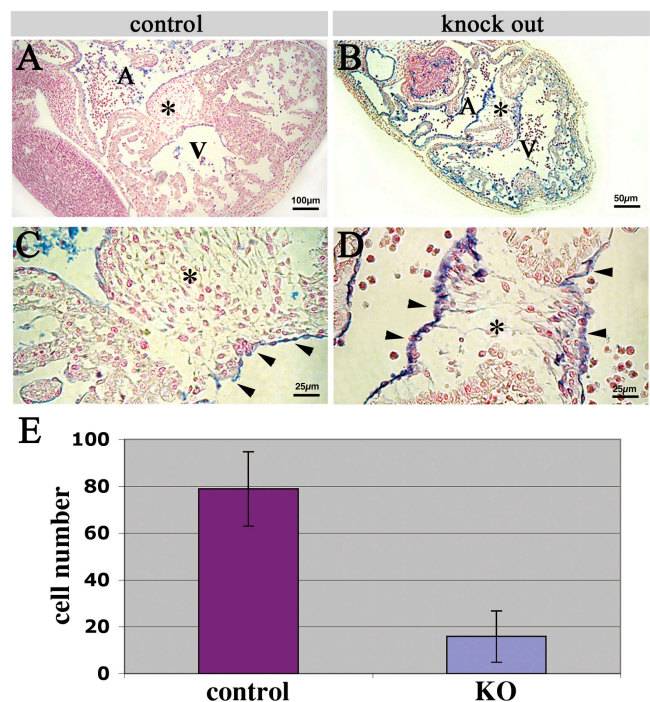 control knock out
A A * V 100µm
B A * V 50µm
C * 25µm
D * 25µm
E
100
80
60
40
20
0
cell number
control KO